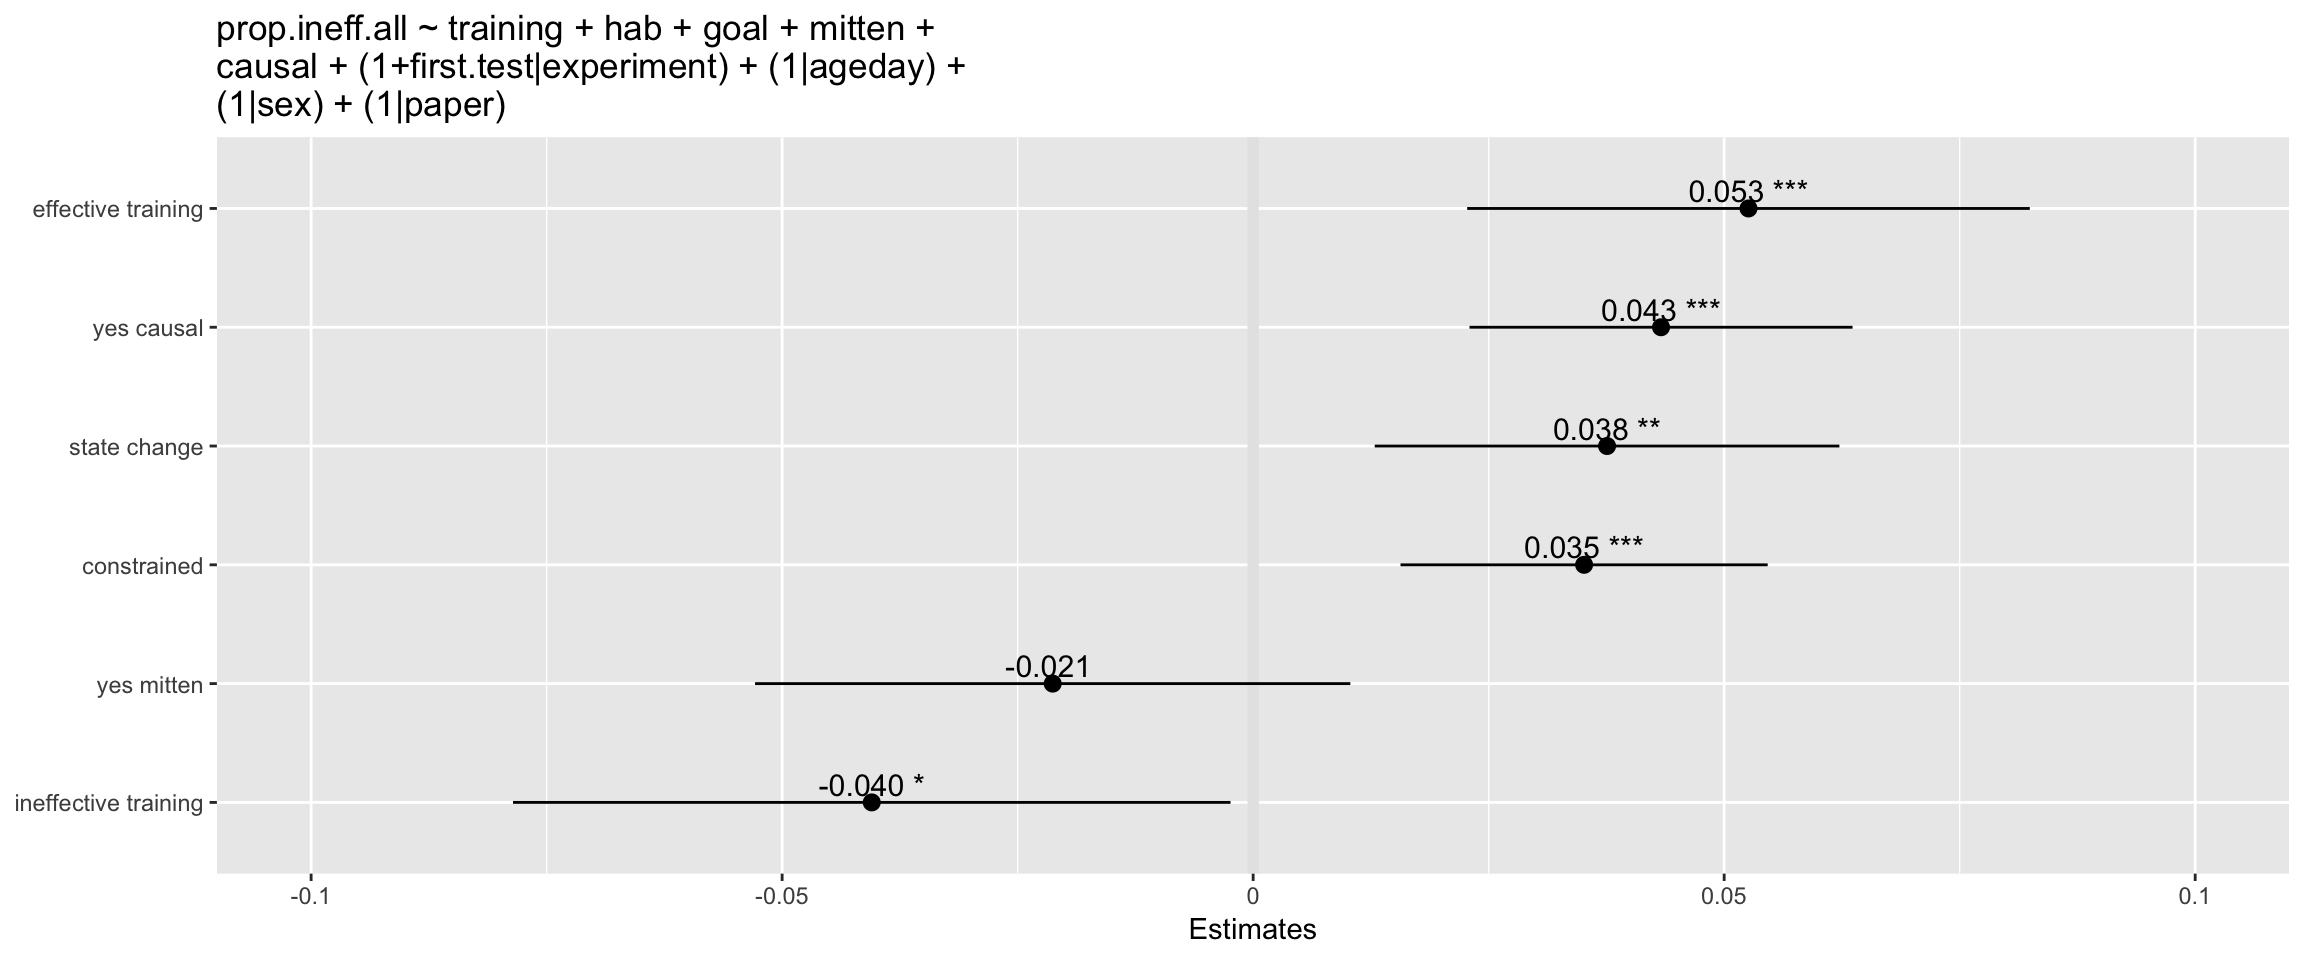 prop.ineff.all ~ training + hab + goal + mitten +
causal + (1+first.test|experiment) + (1|ageday) +
(1|sex) + (1|paper)
effective training
0.053 ***
yes causal
0.043 ***
state change
0.038 **
constrained
0.035 ***
yes mitten
-0.021
ineffective training
-0.040 *
-0.1
-0.05
0
0.05
0.1
Estimates